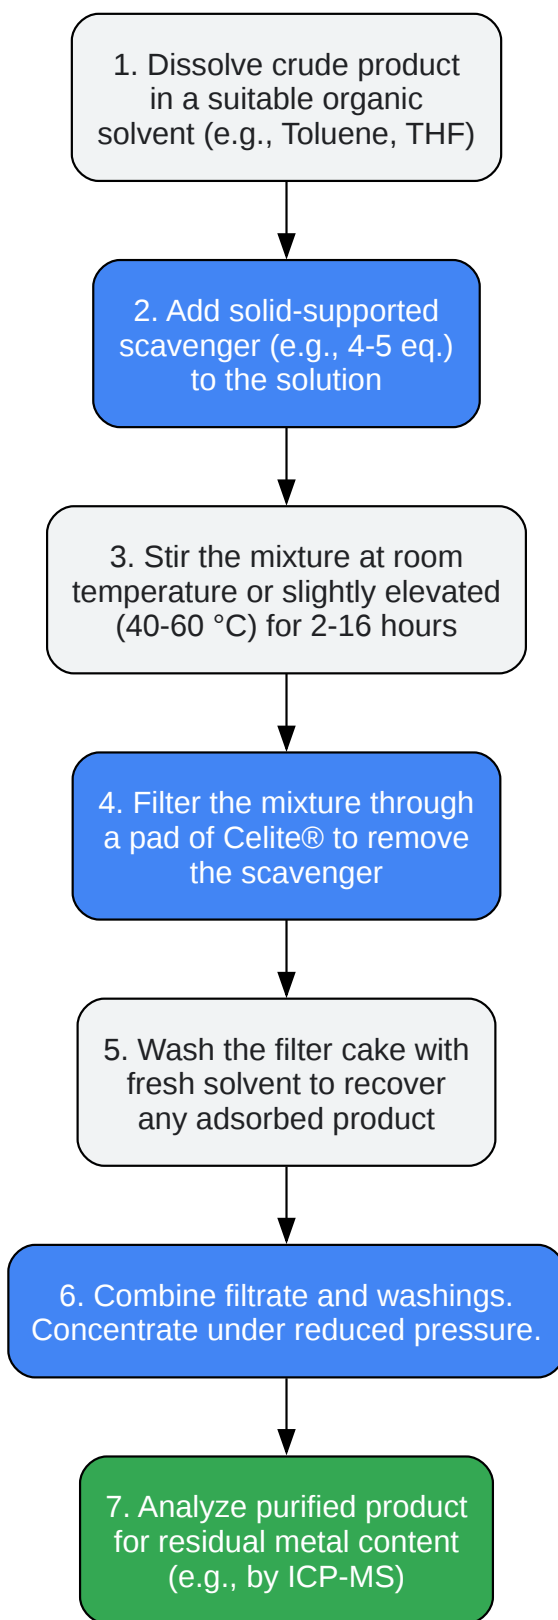 1. Dissolve crude product
in a suitable organic
solvent (e.g., Toluene, THF)
2. Add solid-supported
scavenger (e.g., 4-5 eq.)
to the solution
3. Stir the mixture at room
temperature or slightly elevated
(40-60 °C) for 2-16 hours
4. Filter the mixture through
a pad of Celite® to remove
the scavenger
5. Wash the filter cake with
fresh solvent to recover
any adsorbed product
6. Combine filtrate and washings.
Concentrate under reduced pressure.
7. Analyze purified product
for residual metal content
(e.g., by ICP-MS)